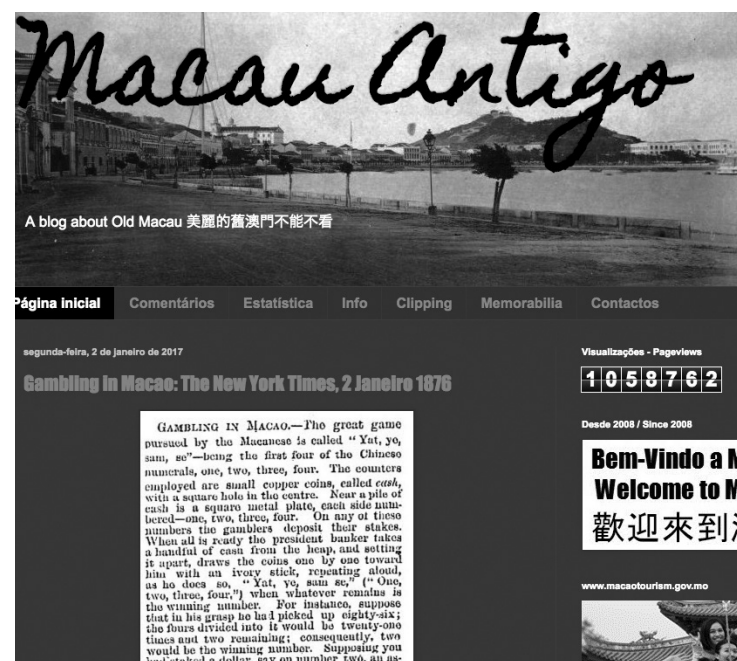 Macau Antigo
A blog about Old Macau 美麗的舊澳門不能不看
Página inicial Comentários Estatística Info Clipping Memorabilia Contactos
segunda-feira, 2 de janeiro de 2017
Gambling in Macao: The New York Times, 2 Janeiro 1876
GAMBLING IN MACAO.—The great game
pursued by the Macanese is called "Yat, ye,
sam, se"—being the first four of the Chinese
numerals, one, two, three, four. The counters
employed are small copper coins, called cash,
with a square hole in the centre. Near a pile of
cash is a square metal plate, each side num-
bered—one, two, three, four. On any of these
numbers the gamblers deposit their stakes.
When all is ready the president banker takes
a handful of cash from the heap, and setting
it apart, draws the coins one by one toward
him with an ivory stick, repeating aloud,
as he does so, "Yat, ye, sam se," ("One,
two, three, four,") when whatever remains is
the winning number. For instance, suppose
that in his grasp he had picked up eighty-six;
the fours divided into it would be twenty-one
times and two remaining; consequently, two
would be the winning number. Supposing you
had staked a dollar, say on number two, an as-
Visualizações - Pageviews
1058762
Desde 2008 / Since 2008
Bem-Vindo a M
Welcome to M
歡迎來到
www.macaotourism.gov.mo